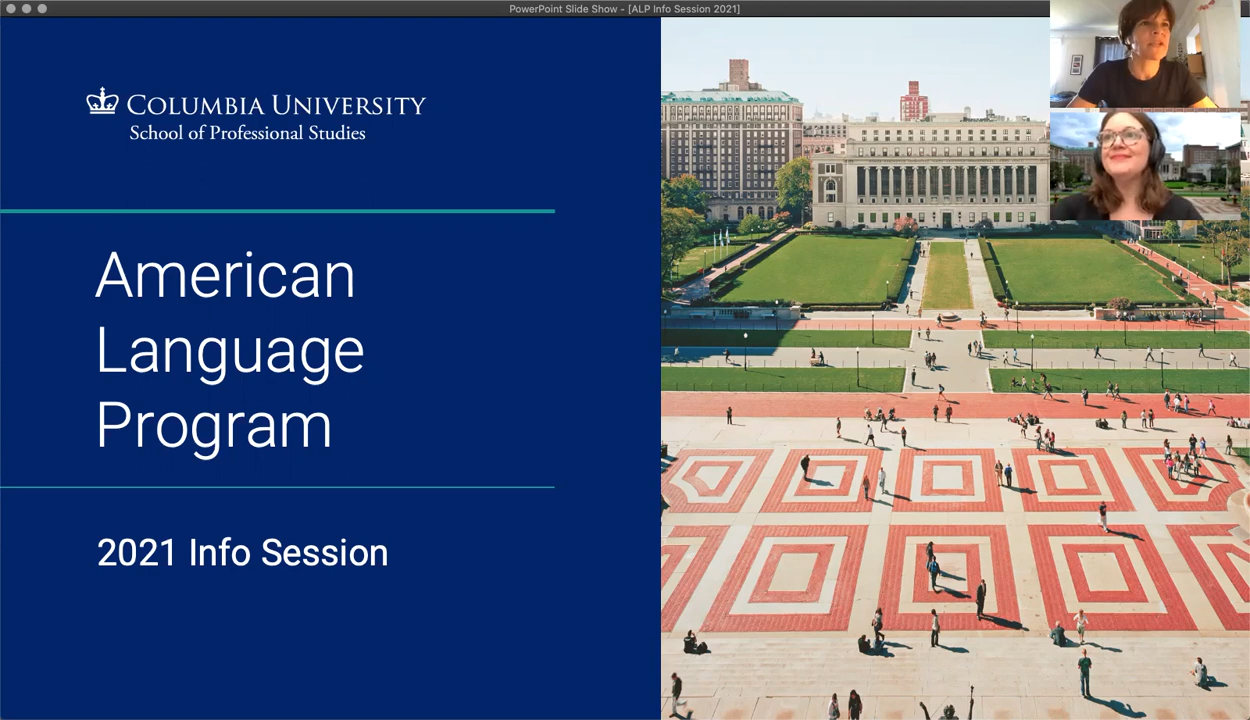 PowerPoint Slide Show - [ALP Info Session 2021]
COLUMBIA UNIVERSITY
School of Professional Studies
American
Language
Program
2021 Info Session